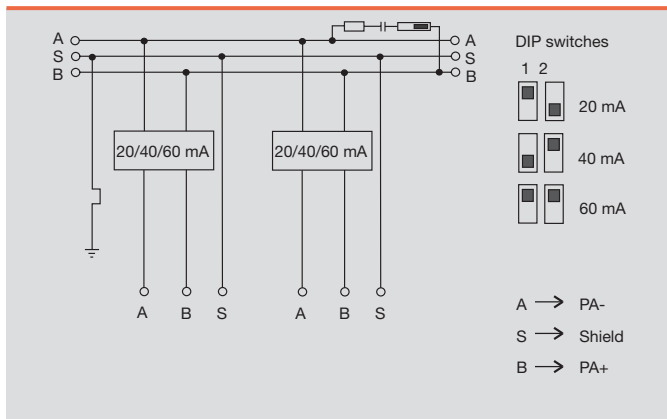 A A
S S
B B
20/40/60 mA 20/40/60 mA
A B S A B S
DIP switches
1 2
20 mA
40 mA
60 mA
A → PA-
S → Shield
B → PA+